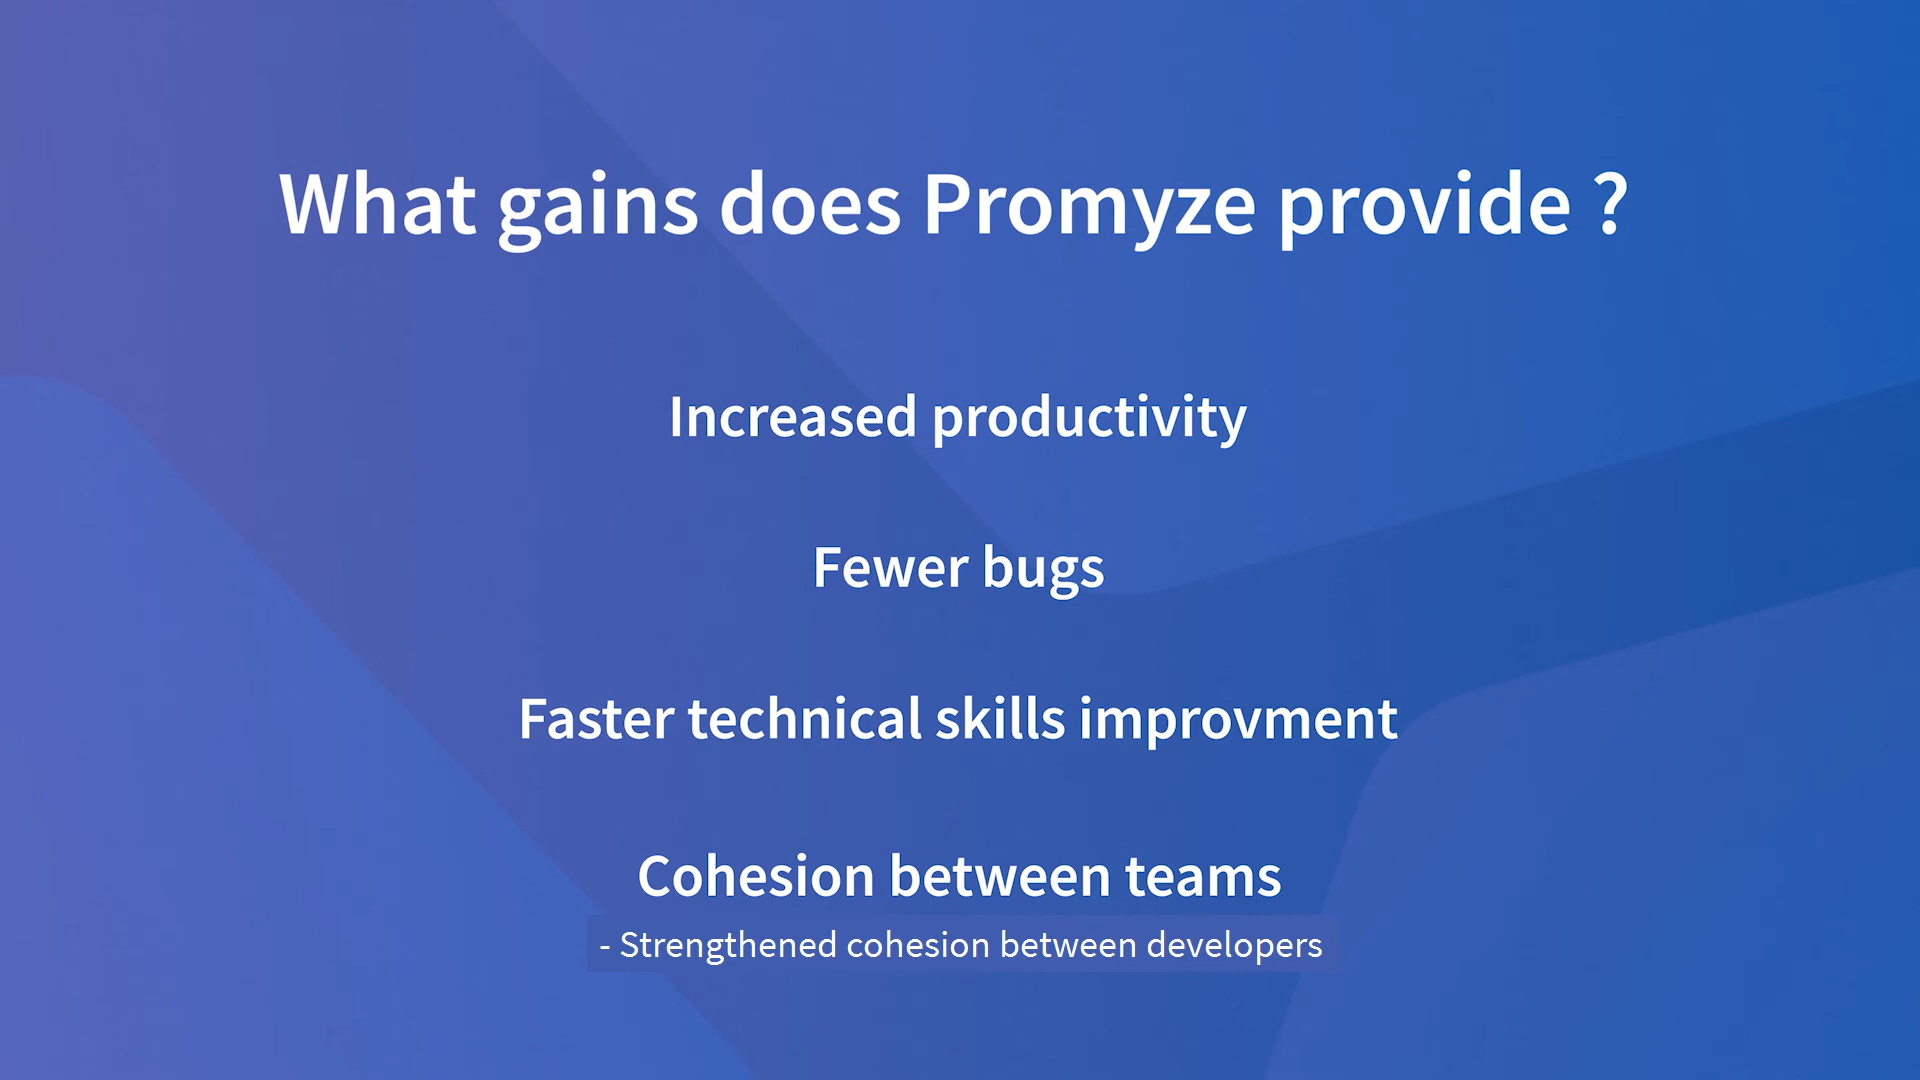 What gains does Promyze provide ?
Increased productivity
Fewer bugs
Faster technical skills improvment
Cohesion between teams
- Strengthened cohesion between developers